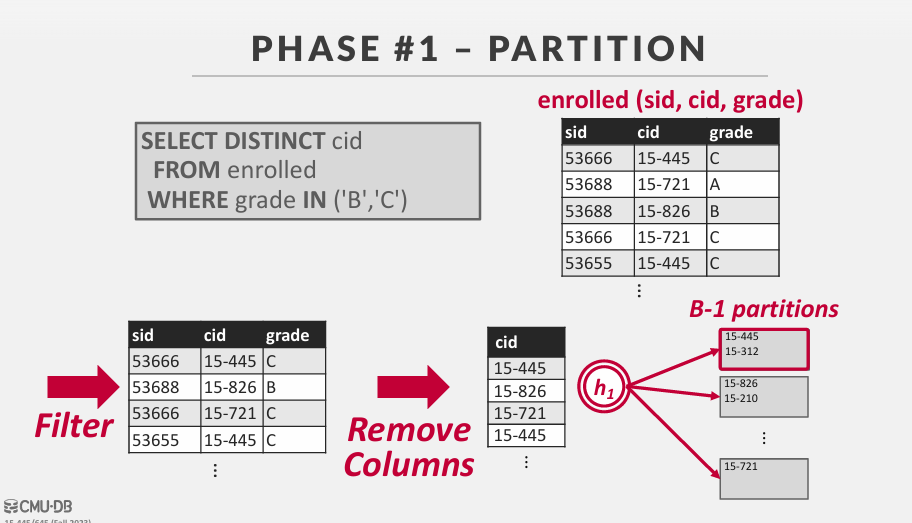 PHASE #1 – PARTITION
enrolled (sid, cid, grade)
SELECT DISTINCT cid
FROM enrolled
WHERE grade IN ('B','C')
sid cid grade
53666 15-445 C
53688 15-721 A
53688 15-826 B
53666 15-721 C
53655 15-445 C
⋮
Filter
sid cid grade
53666 15-445 C
53688 15-826 B
53666 15-721 C
53655 15-445 C
⋮
Remove
Columns
cid
15-445
15-826
15-721
15-445
⋮
h₁
B-1 partitions
15-445
15-312
15-826
15-210
⋮
15-721
CMU·DB
15-445/645 (Fall 2023)